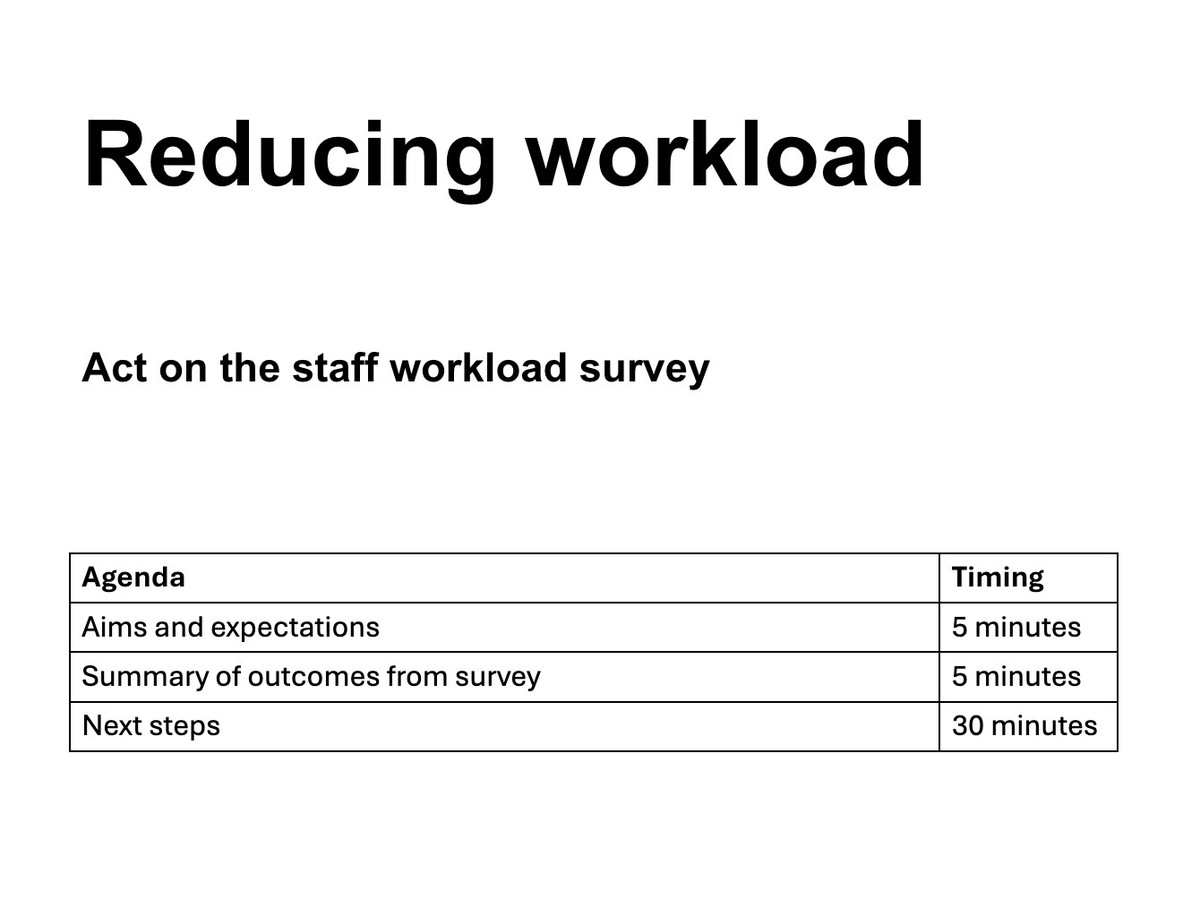 Reducing workload
Act on the staff workload survey
Agenda Timing
Aims and expectations 5 minutes
Summary of outcomes from survey 5 minutes
Next steps 30 minutes